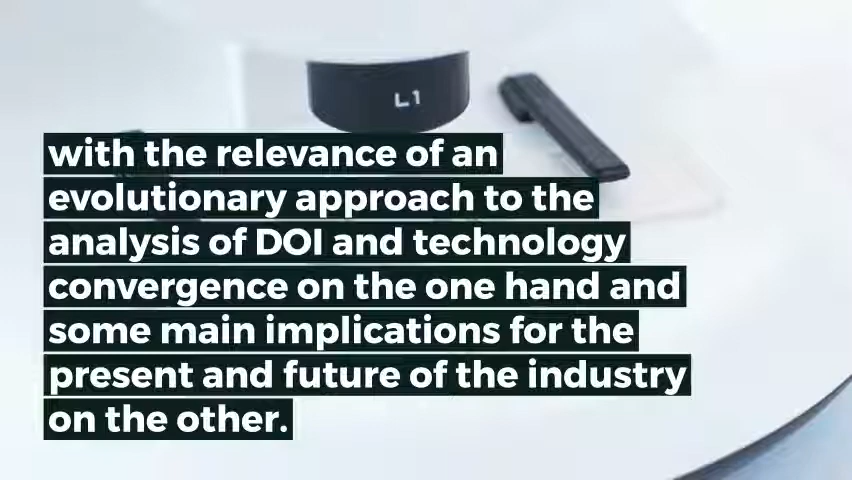 L1
with the relevance of an
evolutionary approach to the
analysis of DOI and technology
convergence on the one hand and
some main implications for the
present and future of the industry
on the other.